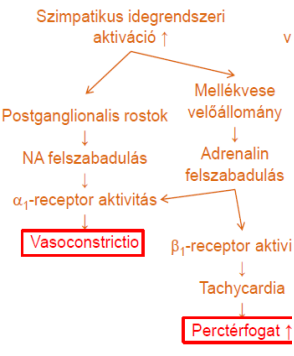 Szimpatikus idegrendszeri
aktiváció ↑
v
Postganglionalis rostok
↓
NA felszabadulás
↓
α₁-receptor aktivitás
↓
Vasoconstrictio
Mellékvese
velőállomány
↓
Adrenalin
felszabadulás
β₁-receptor aktivi
↓
Tachycardia
↓
Perctérfogat ↑